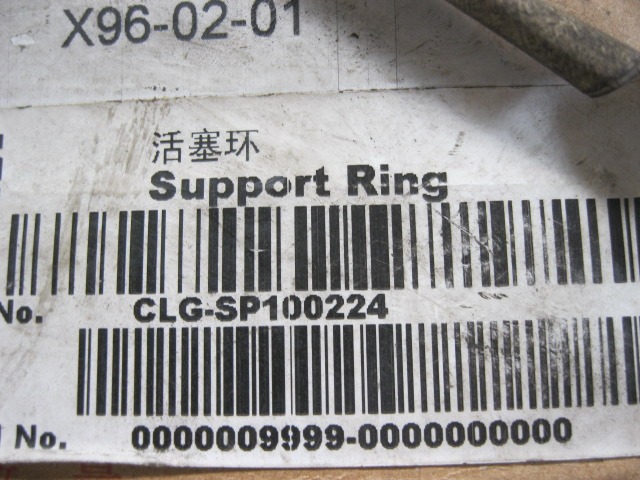 X96-02-01
活塞环
Support Ring
No. CLG-SP100224
No. 0000009999-0000000000